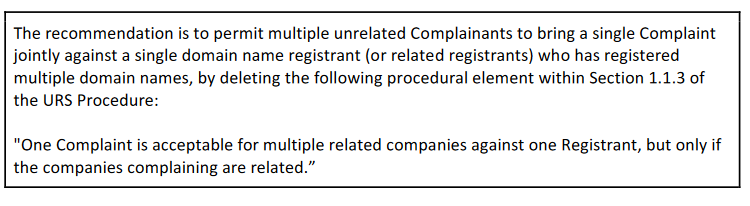 The recommendation is to permit multiple unrelated Complainants to bring a single Complaint
jointly against a single domain name registrant (or related registrants) who has registered
multiple domain names, by deleting the following procedural element within Section 1.1.3 of
the URS Procedure:
"One Complaint is acceptable for multiple related companies against one Registrant, but only if
the companies complaining are related.”